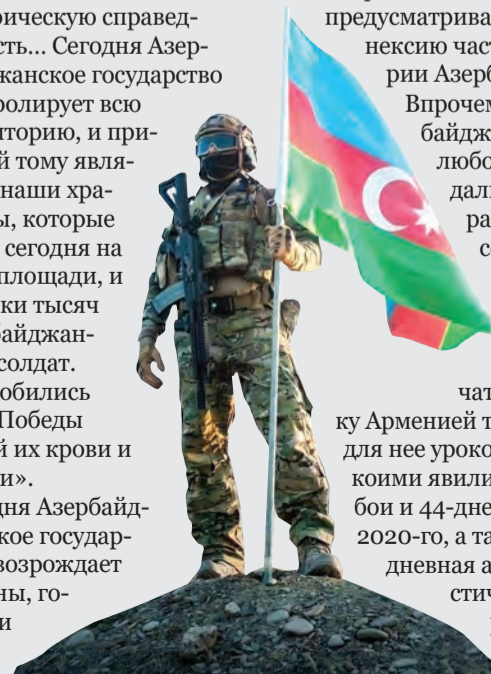 рическую справед-
сть... Сегодня Азер-
жанское государство
ролирует всю
иторию, и при-
й тому явля-
наши хра-
ы, которые
сегодня на
площади, и
ки тысяч
байджан-
солдат.
обились
Победы
й их крови и
и».
дня Азербайд-
кое государ-
возрождает
ны, го-
и
предусматрива
нексию част
рии Азерб
Впрочем
байдж
любо
дал
ра
с
чат
ку Арменией т
для нее уроко
коими явили
бои и 44-дне
2020-го, а та
дневная а
стич